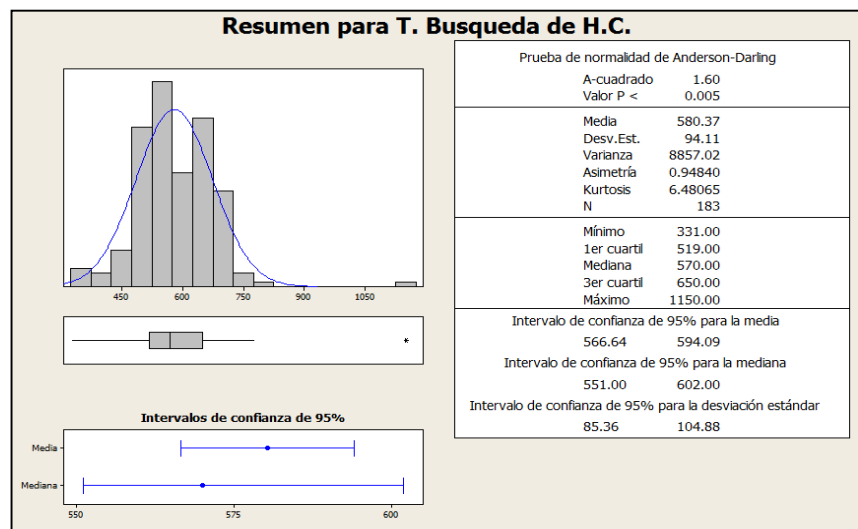 Resumen para T. Busqueda de H.C.
450 600 750 900 1050
Intervalos de confianza de 95%
Media
Mediana
550 575 600
Prueba de normalidad de Anderson-Darling
A-cuadrado 1.60
Valor P < 0.005
Media 580.37
Desv.Est. 94.11
Varianza 8857.02
Asimetría 0.94840
Kurtosis 6.48065
N 183
Mínimo 331.00
1er cuartil 519.00
Mediana 570.00
3er cuartil 650.00
Máximo 1150.00
Intervalo de confianza de 95% para la media
566.64 594.09
Intervalo de confianza de 95% para la mediana
551.00 602.00
Intervalo de confianza de 95% para la desviación estándar
85.36 104.88